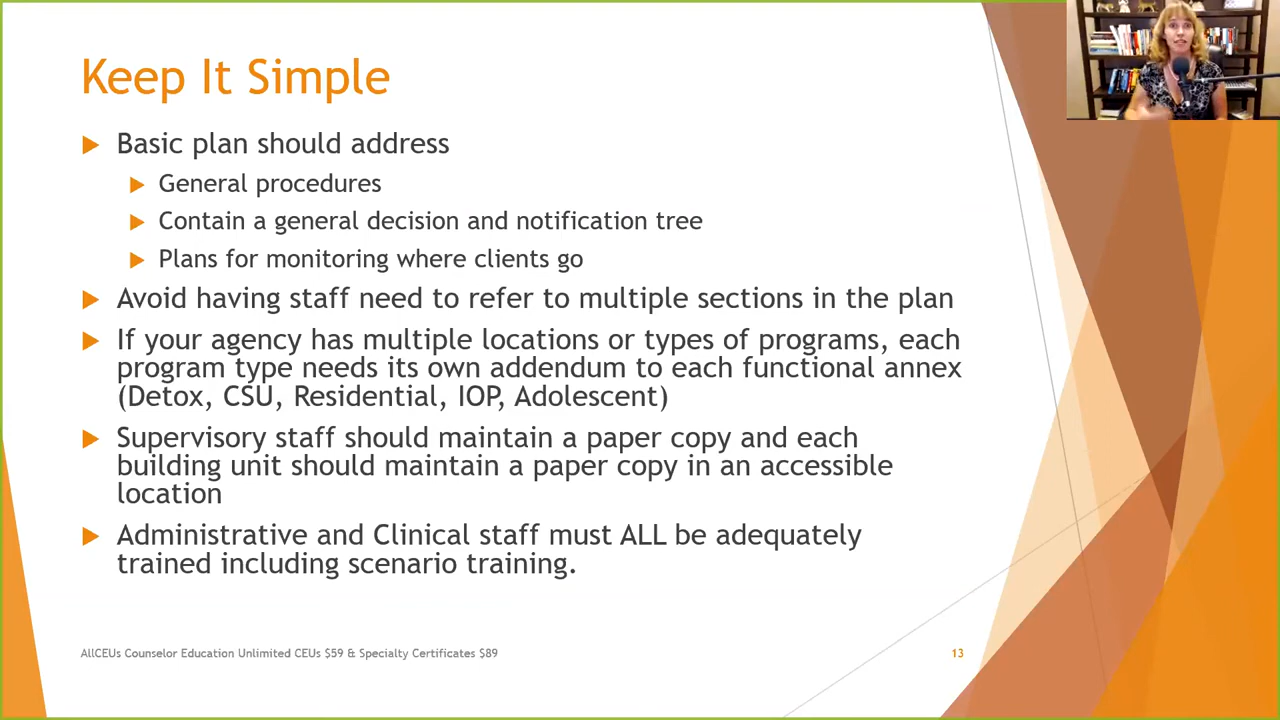 Keep It Simple
Basic plan should address
General procedures
Contain a general decision and notification tree
Plans for monitoring where clients go
Avoid having staff need to refer to multiple sections in the plan
If your agency has multiple locations or types of programs, each
program type needs its own addendum to each functional annex
(Detox, CSU, Residential, IOP, Adolescent)
Supervisory staff should maintain a paper copy and each
building unit should maintain a paper copy in an accessible
location
Administrative and Clinical staff must ALL be adequately
trained including scenario training.
AllCEUs Counselor Education Unlimited CEUs $59 & Specialty Certificates $89
13